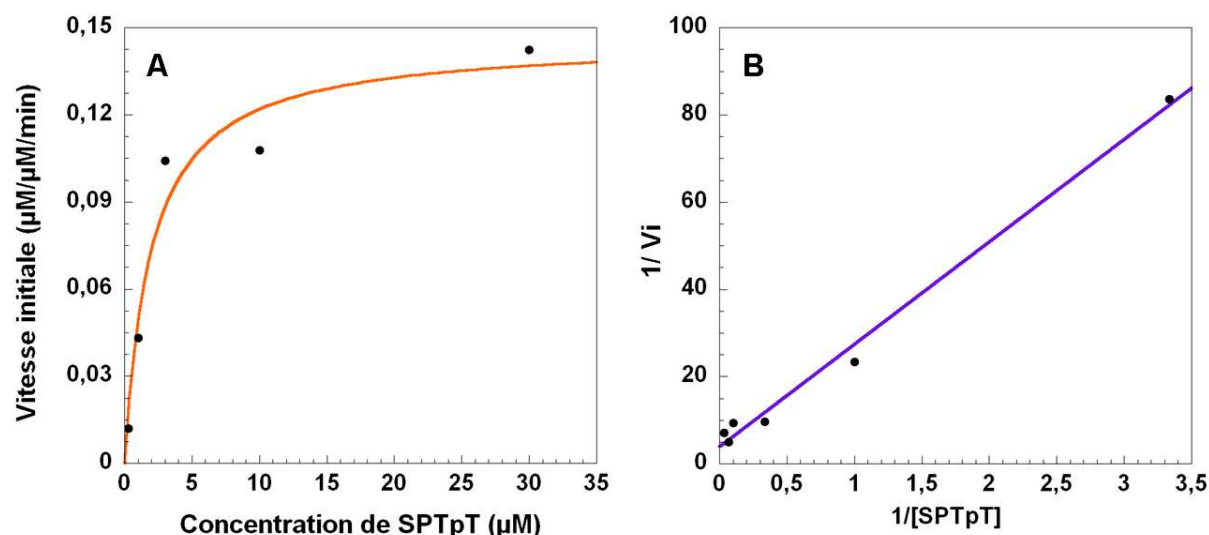 A
Vitesse initiale (µM/µM/min)
0,15
0,12
0,09
0,06
0,03
0
0 5 10 15 20 25 30 35
Concentration de SPTpT (µM)
B
1/ Vi
100
80
60
40
20
0
0 0,5 1 1,5 2 2,5 3 3,5
1/[SPTpT]